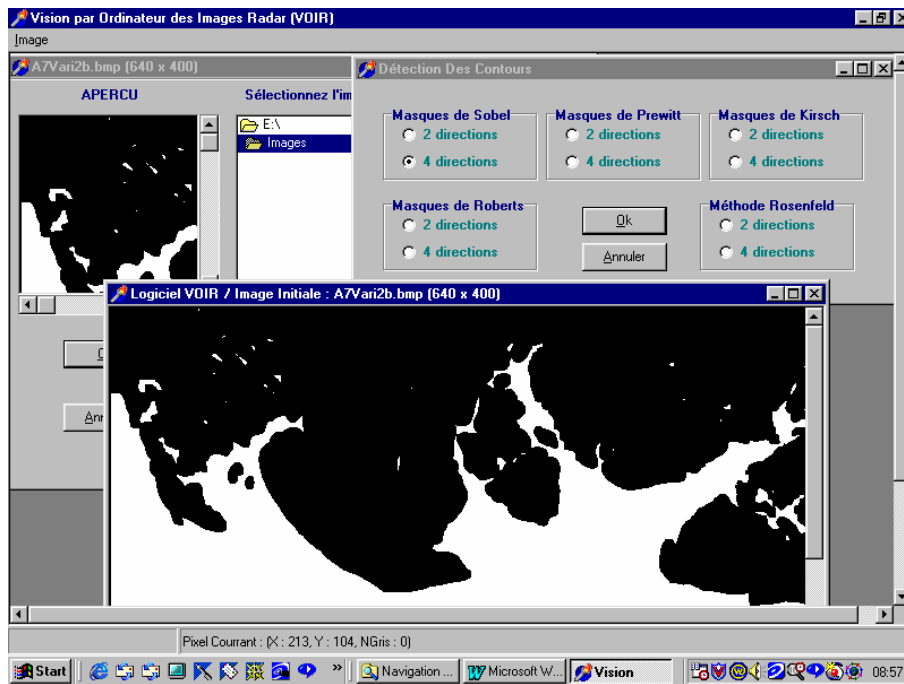 Vision par Ordinateur des Images Radar (VOIR)
Image
A7Vari2b.bmp (640 x 400)
APERCU
Sélectionnez l'im
E:\
Images
Détection Des Contours
Masques de Sobel
2 directions
4 directions
Masques de Prewitt
2 directions
4 directions
Masques de Kirsch
2 directions
4 directions
Masques de Roberts
2 directions
4 directions
Ok
Annuler
Méthode Rosenfeld
2 directions
4 directions
Logiciel VOIR / Image Initiale : A7Vari2b.bmp (640 x 400)
Ann
Pixel Courrant : (X : 213, Y : 104, NGris : 0)
Start
»
Navigation ...
Microsoft W...
Vision
08:57